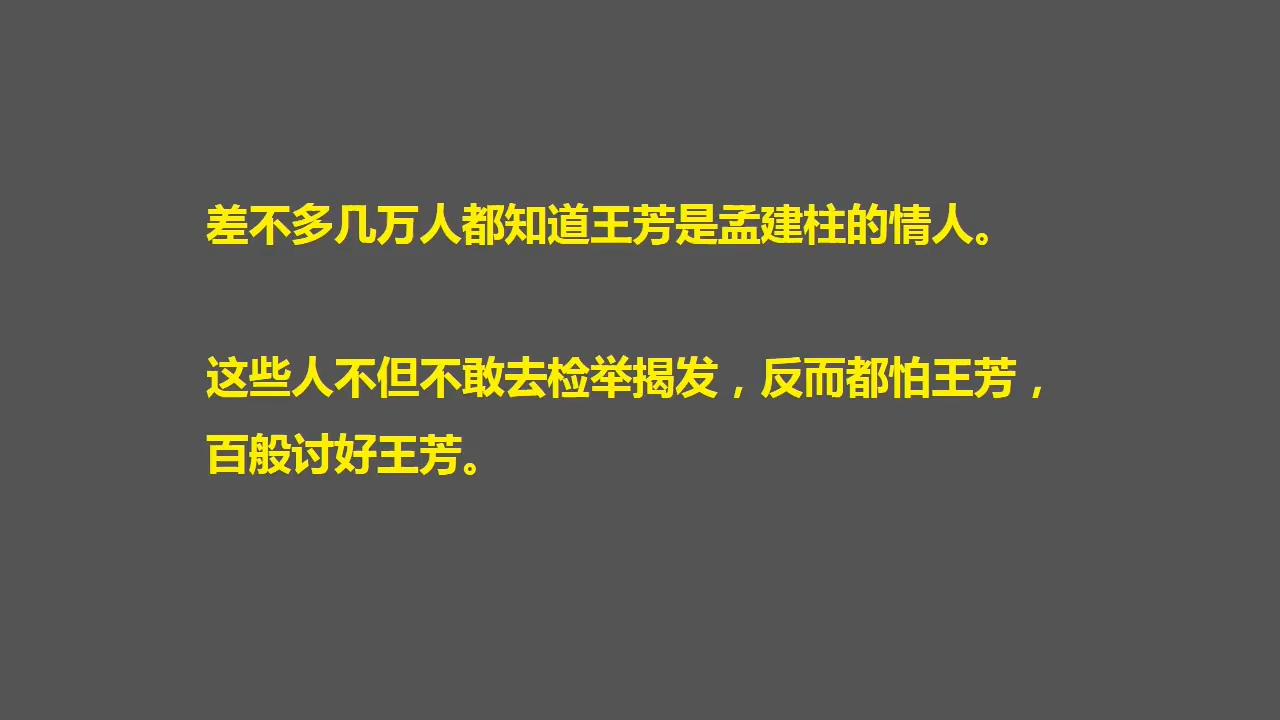 差不多几万人都知道王芳是孟建柱的情人。
这些人不但不敢去检举揭发，反而都怕王芳，
百般讨好王芳。